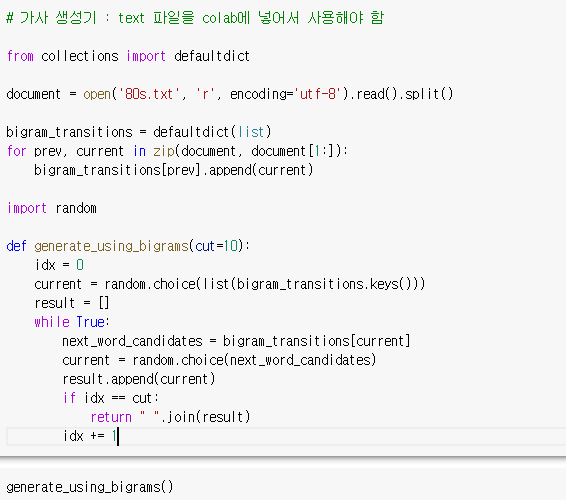 # 가사 생성기 : text 파일을 colab에 넣어서 사용해야 함
from collections import defaultdict
document = open('80s.txt', 'r', encoding='utf-8').read().split()
bigram_transitions = defaultdict(list)
for prev, current in zip(document, document[1:]):
    bigram_transitions[prev].append(current)
import random
def generate_using_bigrams(cut=10):
    idx = 0
    current = random.choice(list(bigram_transitions.keys()))
    result = []
    while True:
        next_word_candidates = bigram_transitions[current]
        current = random.choice(next_word_candidates)
        result.append(current)
        if idx == cut:
            return " ".join(result)
        idx += 1
generate_using_bigrams()